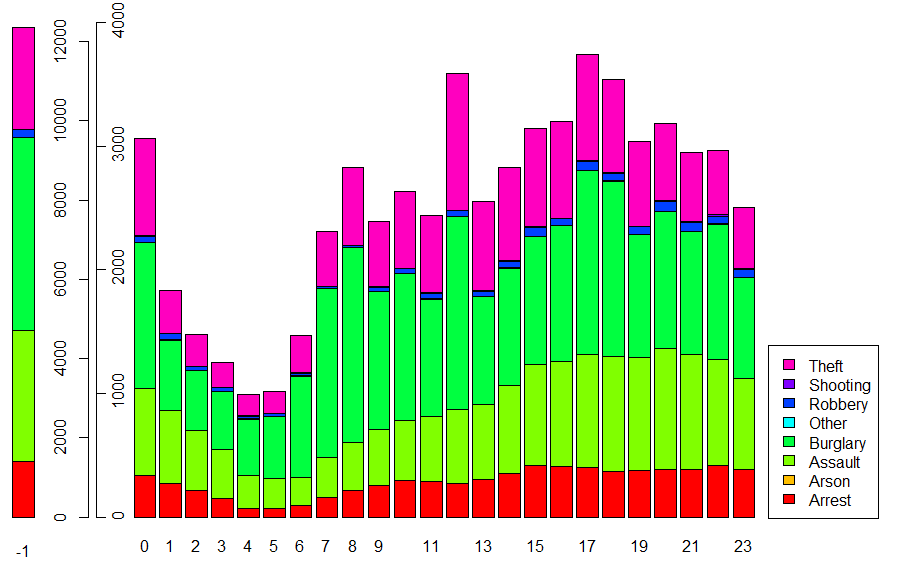 12000
10000
8000
6000
4000
2000
0
-1
4000
3000
2000
1000
0
0 1 2 3 4 5 6 7 8 9 11 13 15 17 19 21 23
Theft
Shooting
Robbery
Other
Burglary
Assault
Arson
Arrest